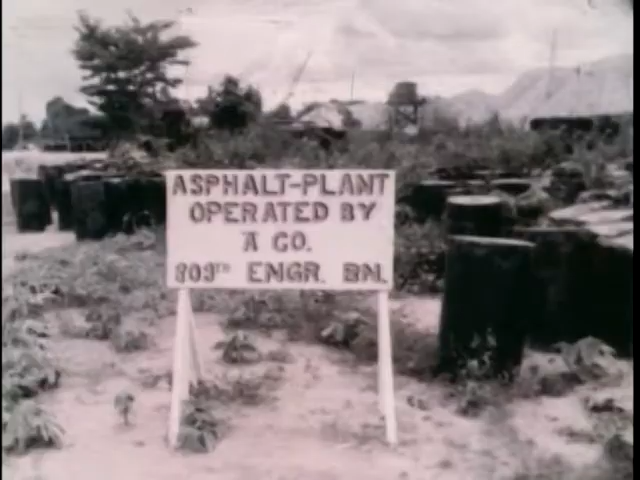 ASPHALT-PLANT
OPERATED BY
A CO.
809TH ENGR. BN.